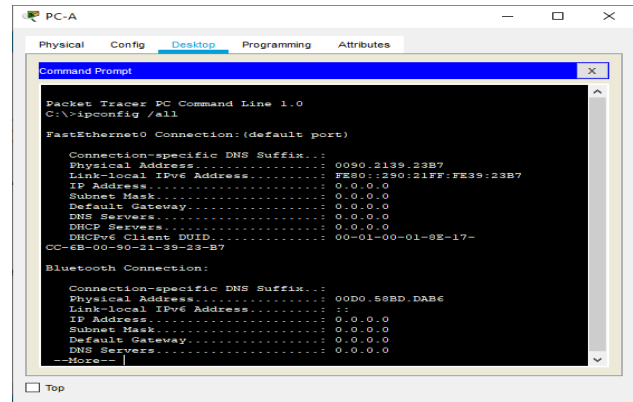 PC-A
Physical Config Desktop Programming Attributes
Command Prompt
X
Packet Tracer PC Command Line 1.0
C:\>ipconfig /all
FastEthernet0 Connection:(default port)
Connection-specific DNS Suffix..:
Physical Address................: 0090.2139.23B7
Link-local IPv6 Address.........: FE80::290:21FF:FE39:23B7
IP Address......................: 0.0.0.0
Subnet Mask.....................: 0.0.0.0
Default Gateway.................: 0.0.0.0
DNS Servers.....................: 0.0.0.0
DHCP Servers....................: 0.0.0.0
DHCPv6 Client DUID..............: 00-01-00-01-8E-17-
CC-6B-00-90-21-39-23-B7
Bluetooth Connection:
Connection-specific DNS Suffix..:
Physical Address................: 00D0.58BD.DAB6
Link-local IPv6 Address.........: ::
IP Address......................: 0.0.0.0
Subnet Mask.....................: 0.0.0.0
Default Gateway.................: 0.0.0.0
DNS Servers.....................: 0.0.0.0
--More--
Top